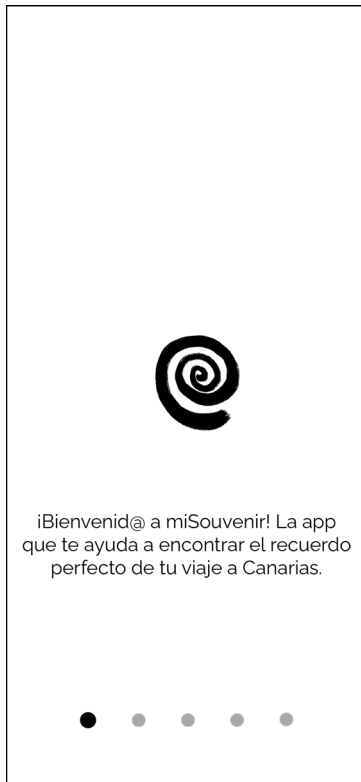 ¡Bienvenid@ a miSouvenir! La app
que te ayuda a encontrar el recuerdo
perfecto de tu viaje a Canarias.